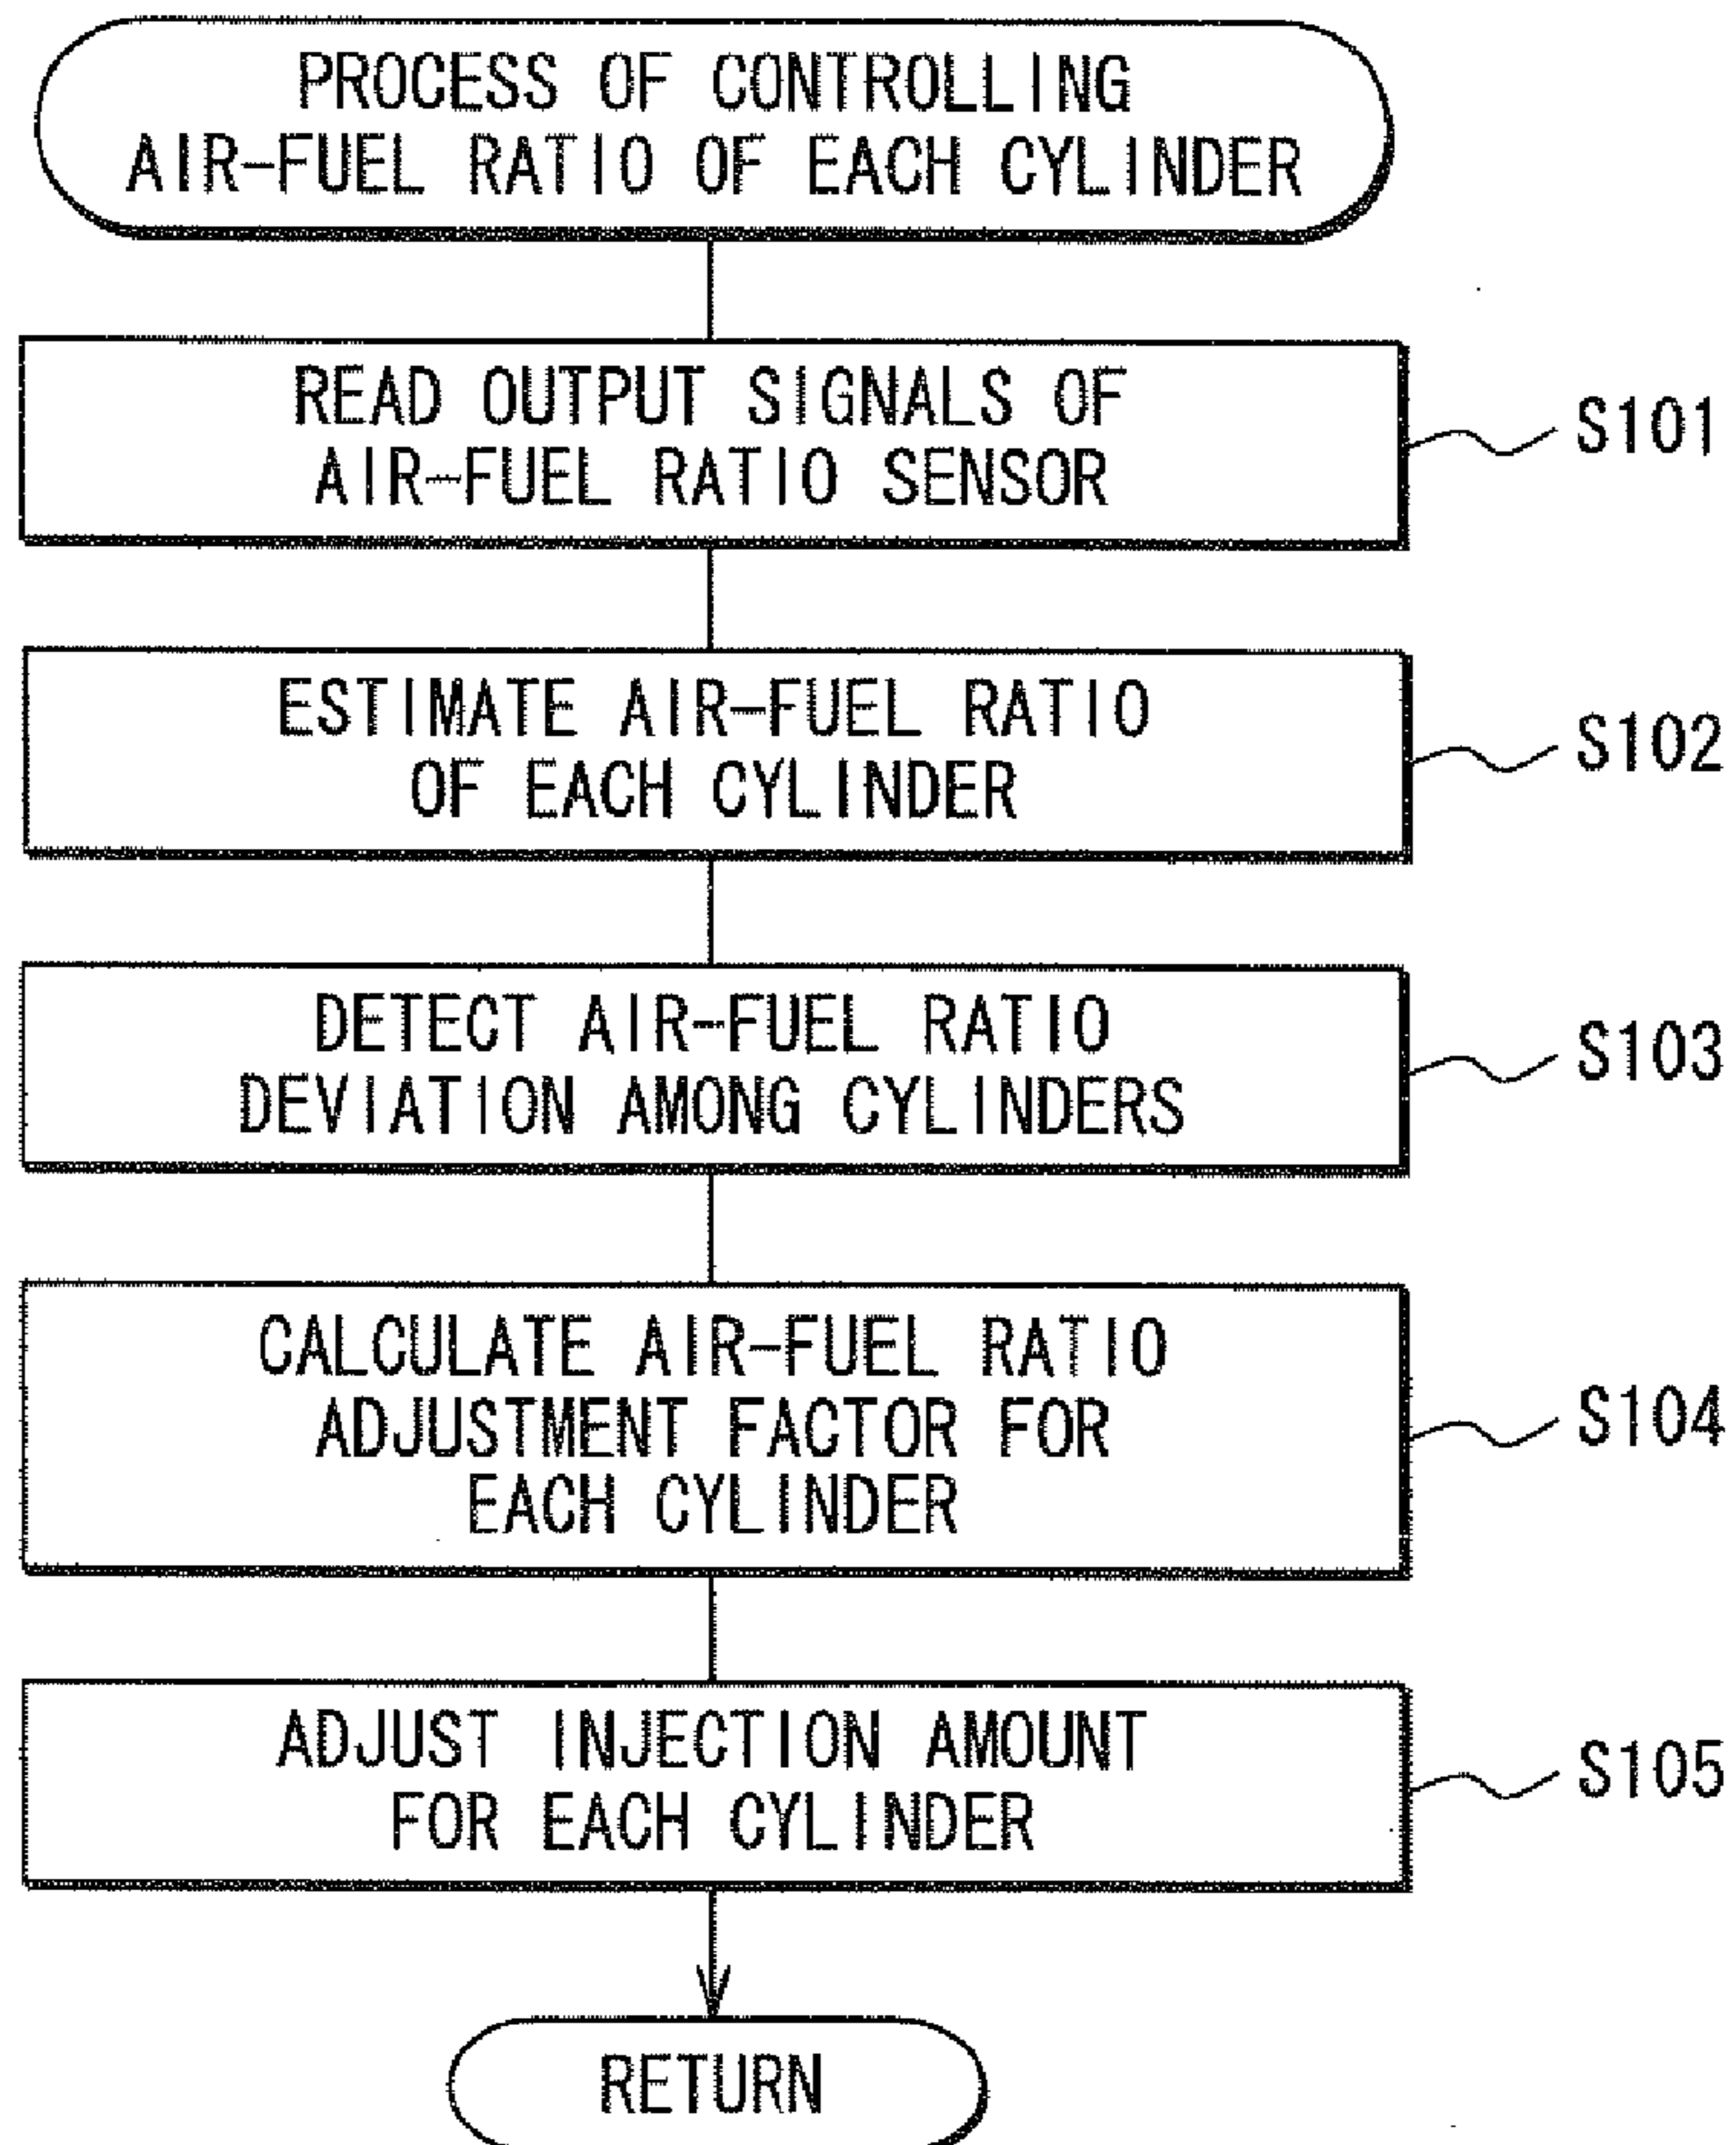 PROCESS OF CONTROLLING
AIR-FUEL RATIO OF EACH CYLINDER
READ OUTPUT SIGNALS OF
AIR-FUEL RATIO SENSOR
S101
ESTIMATE AIR-FUEL RATIO
OF EACH CYLINDER
S102
DETECT AIR-FUEL RATIO
DEVIATION AMONG CYLINDERS
S103
CALCULATE AIR-FUEL RATIO
ADJUSTMENT FACTOR FOR
EACH CYLINDER
S104
ADJUST INJECTION AMOUNT
FOR EACH CYLINDER
S105
RETURN